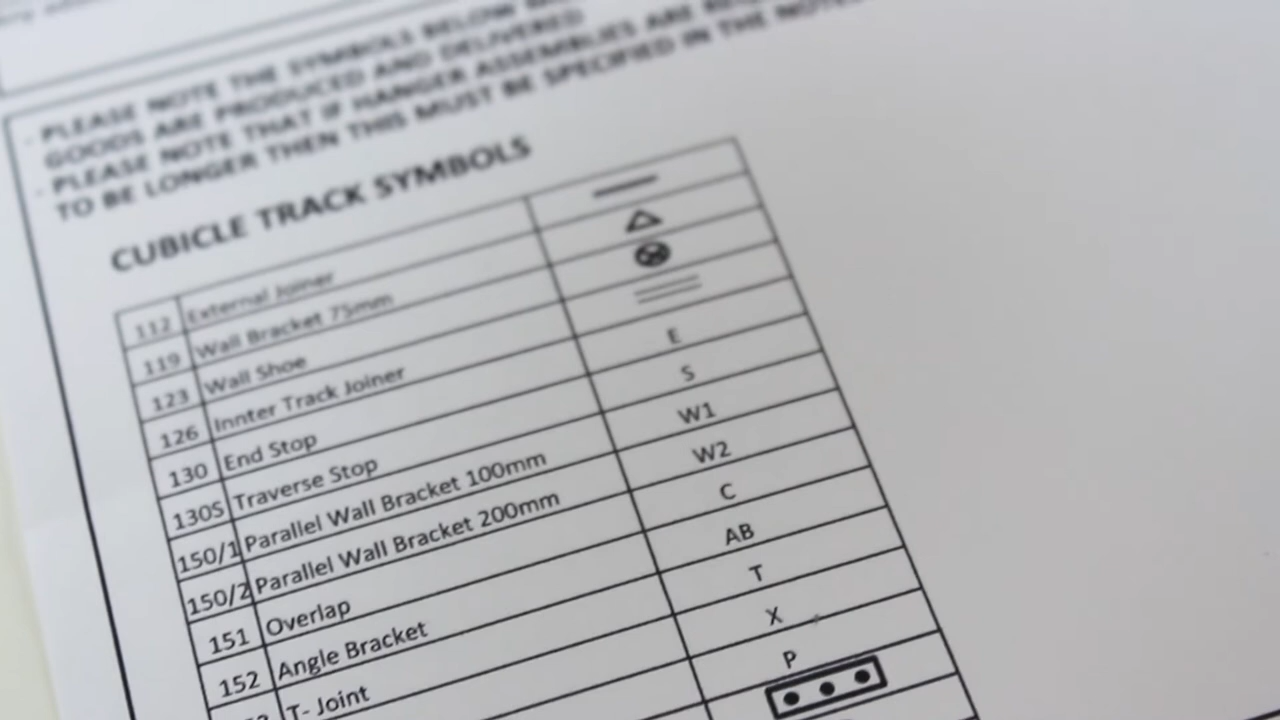 · PLEASE NOTE THE SYMBOLS BELOW
GOODS ARE PRODUCED AND DELIVERED
· PLEASE NOTE THAT IF HANGER ASSEMBLIES ARE
TO BE LONGER THEN THIS MUST BE SPECIFIED IN THE
CUBICLE TRACK SYMBOLS
112 External Joiner
119 Wall Bracket 75mm
123 Wall Shoe
126 Innter Track Joiner
130 End Stop E
130S Traverse Stop S
150/1 Parallel Wall Bracket 100mm W1
150/2 Parallel Wall Bracket 200mm W2
151 Overlap C
152 Angle Bracket AB
T- Joint T
X
P